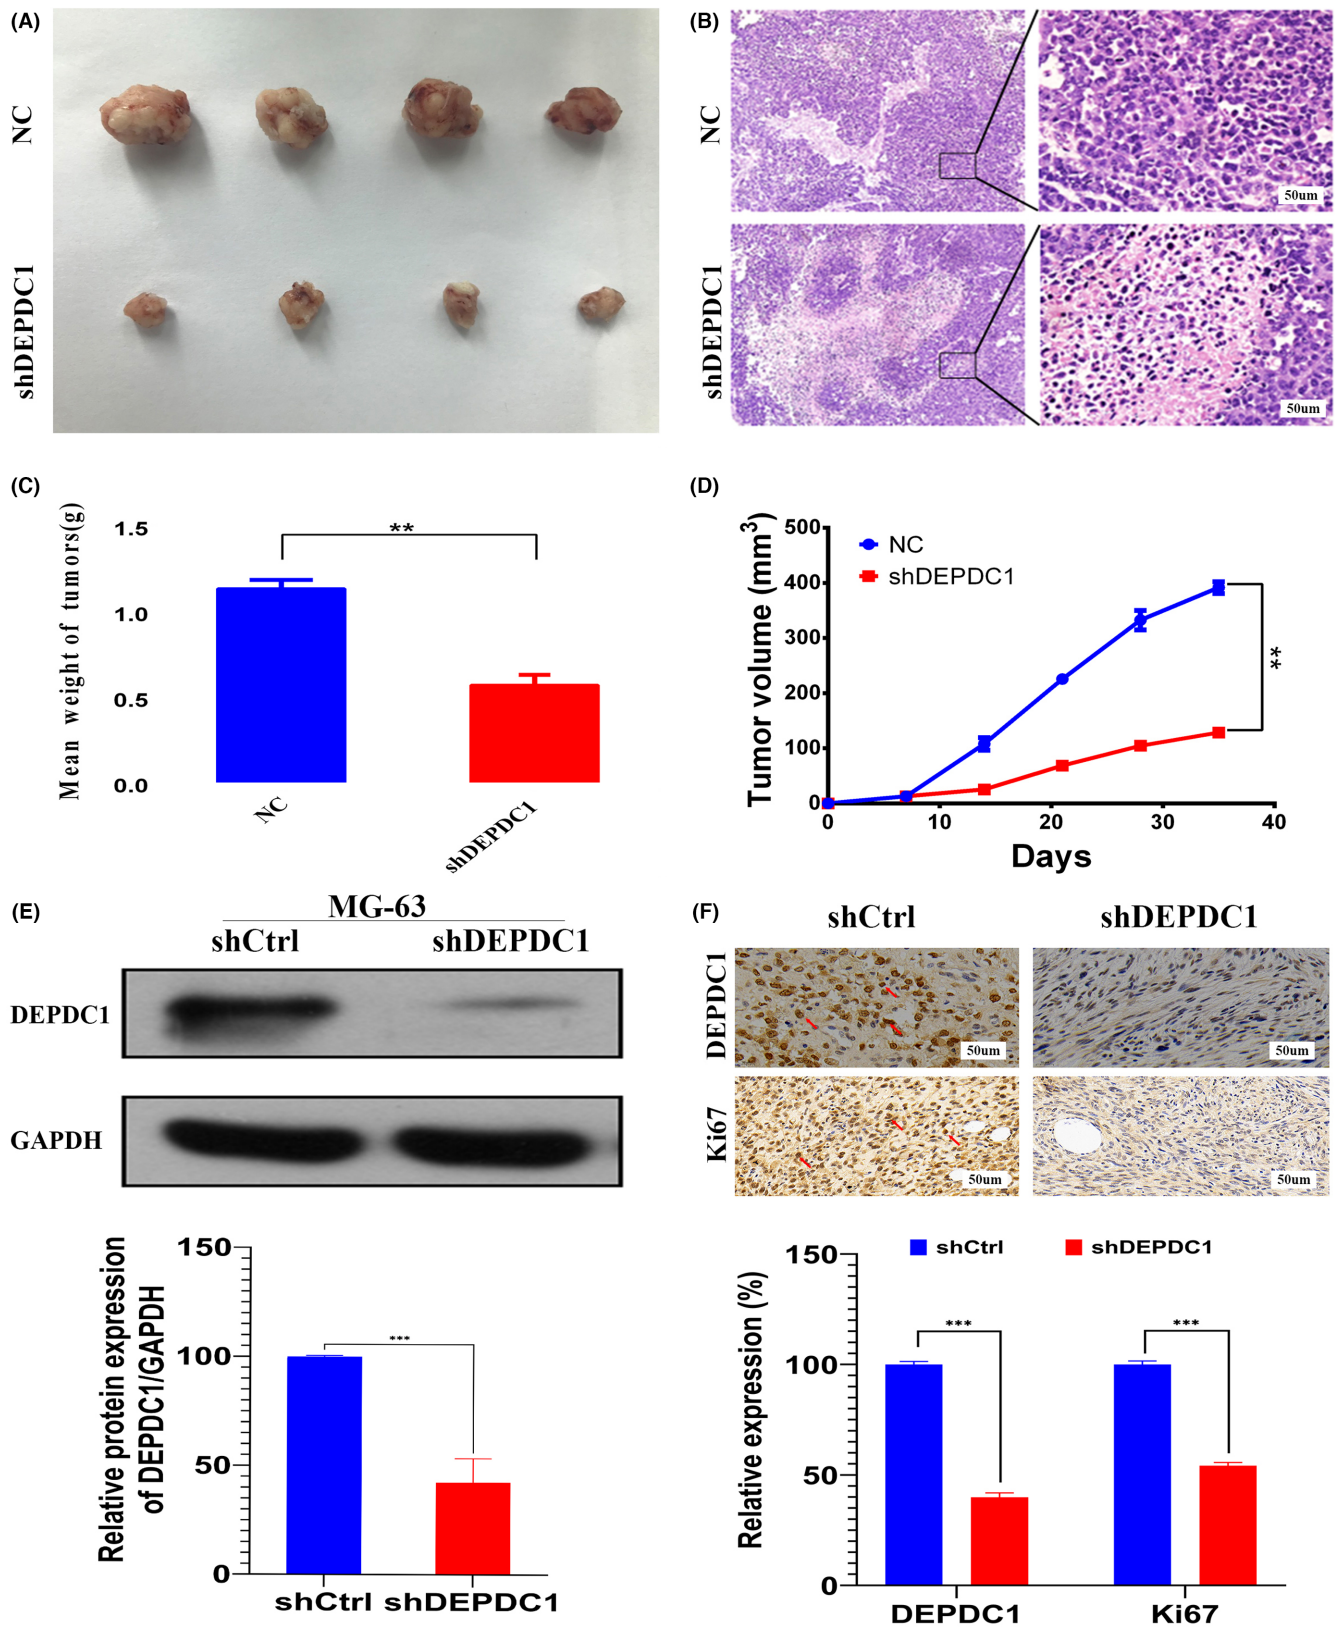 (A)
NC
shDEPDC1
(B)
NC
50um
shDEPDC1
50um
(C)
Mean weight of tumors(g)
1.5
1.0
0.5
0.0
**
NC
shDEPDC1
(D)
Tumor volume (mm3)
500
400
300
200
100
0
NC
shDEPDC1
**
0 10 20 30 40
Days
(E)
MG-63
shCtrl shDEPDC1
DEPDC1
GAPDH
Relative protein expression
of DEPDC1/GAPDH
150
100
50
0
***
shCtrl shDEPDC1
(F)
shCtrl shDEPDC1
DEPDC1
50um 50um
Ki67
50um 50um
shCtrl shDEPDC1
Relative expression (%)
150
100
50
0
*** ***
DEPDC1 Ki67